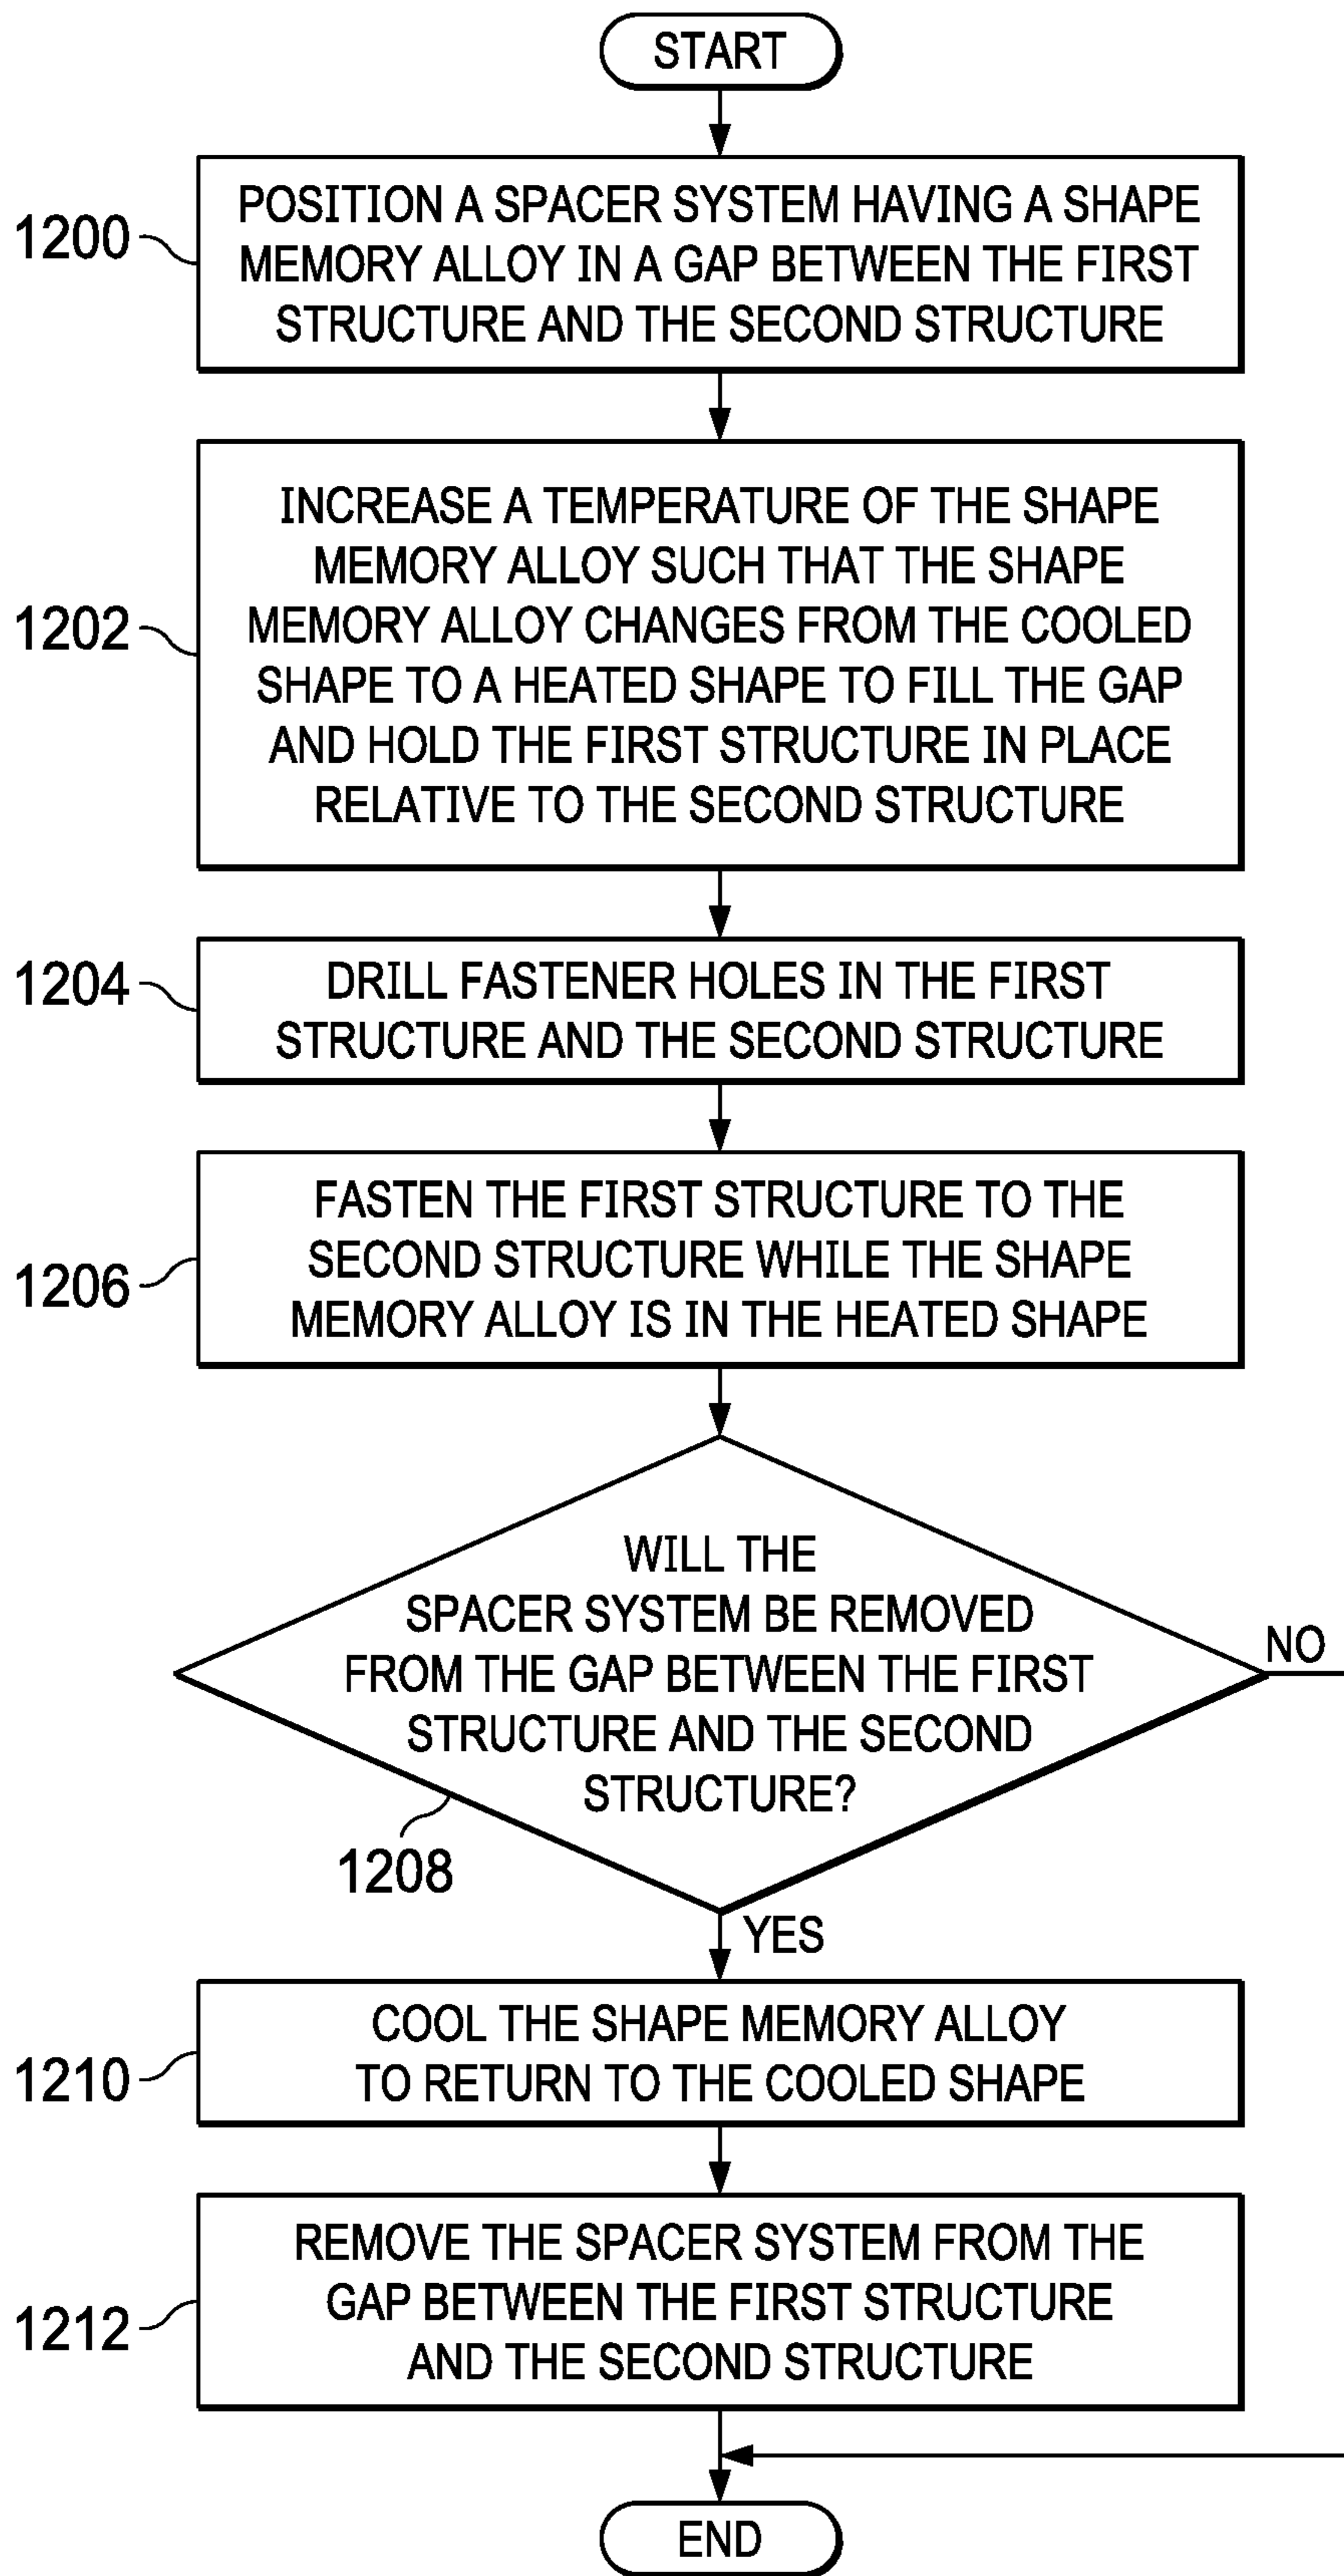 START
1200
POSITION A SPACER SYSTEM HAVING A SHAPE
MEMORY ALLOY IN A GAP BETWEEN THE FIRST
STRUCTURE AND THE SECOND STRUCTURE
1202
INCREASE A TEMPERATURE OF THE SHAPE
MEMORY ALLOY SUCH THAT THE SHAPE
MEMORY ALLOY CHANGES FROM THE COOLED
SHAPE TO A HEATED SHAPE TO FILL THE GAP
AND HOLD THE FIRST STRUCTURE IN PLACE
RELATIVE TO THE SECOND STRUCTURE
1204
DRILL FASTENER HOLES IN THE FIRST
STRUCTURE AND THE SECOND STRUCTURE
1206
FASTEN THE FIRST STRUCTURE TO THE
SECOND STRUCTURE WHILE THE SHAPE
MEMORY ALLOY IS IN THE HEATED SHAPE
WILL THE
SPACER SYSTEM BE REMOVED
FROM THE GAP BETWEEN THE FIRST
STRUCTURE AND THE SECOND
STRUCTURE?
NO
1208
YES
1210
COOL THE SHAPE MEMORY ALLOY
TO RETURN TO THE COOLED SHAPE
1212
REMOVE THE SPACER SYSTEM FROM THE
GAP BETWEEN THE FIRST STRUCTURE
AND THE SECOND STRUCTURE
END